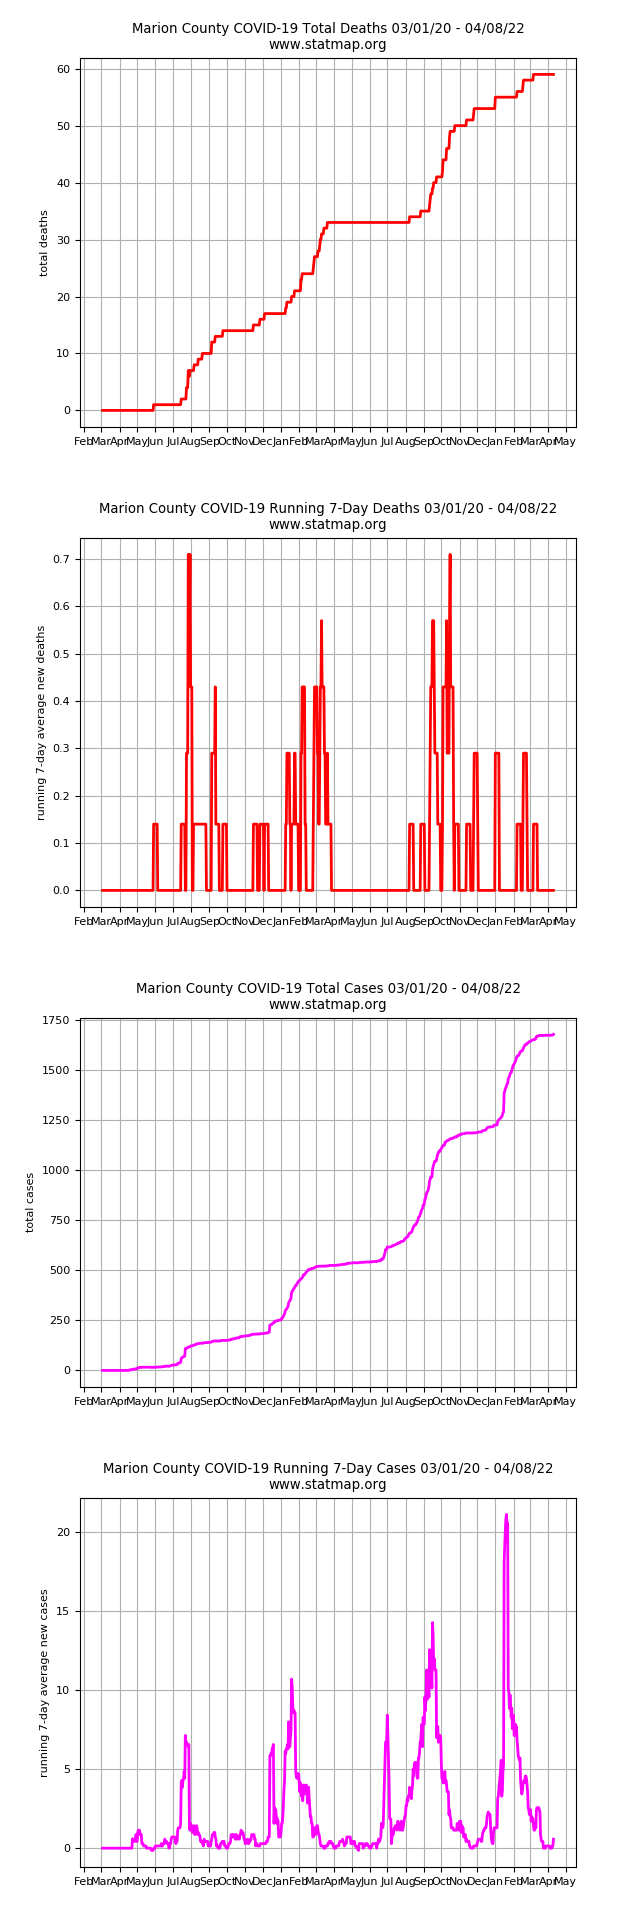 Marion County COVID-19 Total Deaths 03/01/20 - 04/08/22
www.statmap.org
60
50
40
30
20
10
0
total deaths
Feb Mar Apr May Jun Jul Aug Sep Oct Nov Dec Jan Feb Mar Apr May Jun Jul Aug Sep Oct Nov Dec Jan Feb Mar Apr May
Marion County COVID-19 Running 7-Day Deaths 03/01/20 - 04/08/22
www.statmap.org
0.7
0.6
0.5
0.4
0.3
0.2
0.1
0.0
running 7-day average new deaths
Feb Mar Apr May Jun Jul Aug Sep Oct Nov Dec Jan Feb Mar Apr May Jun Jul Aug Sep Oct Nov Dec Jan Feb Mar Apr May
Marion County COVID-19 Total Cases 03/01/20 - 04/08/22
www.statmap.org
1750
1500
1250
1000
750
500
250
0
total cases
Feb Mar Apr May Jun Jul Aug Sep Oct Nov Dec Jan Feb Mar Apr May Jun Jul Aug Sep Oct Nov Dec Jan Feb Mar Apr May
Marion County COVID-19 Running 7-Day Cases 03/01/20 - 04/08/22
www.statmap.org
20
15
10
5
0
running 7-day average new cases
Feb Mar Apr May Jun Jul Aug Sep Oct Nov Dec Jan Feb Mar Apr May Jun Jul Aug Sep Oct Nov Dec Jan Feb Mar Apr May